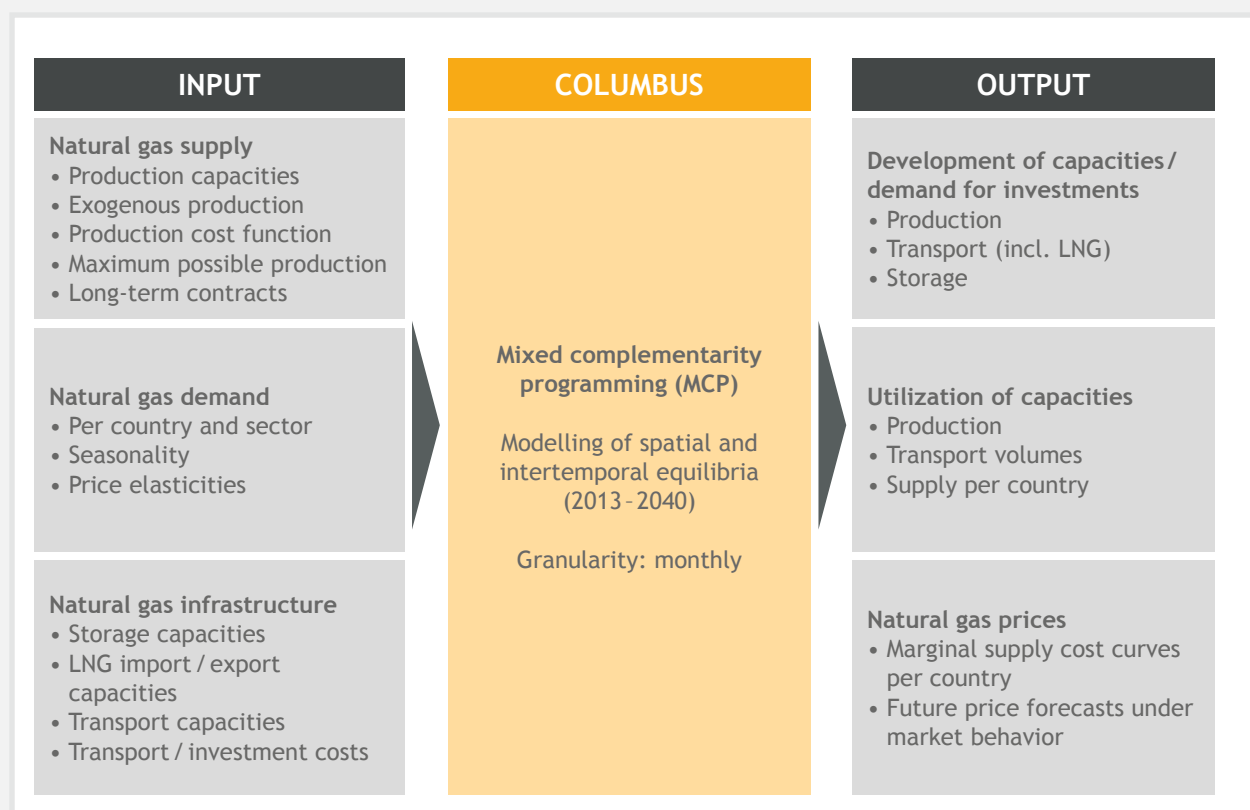 INPUT
Natural gas supply
• Production capacities
• Exogenous production
• Production cost function
• Maximum possible production
• Long-term contracts
Natural gas demand
• Per country and sector
• Seasonality
• Price elasticities
Natural gas infrastructure
• Storage capacities
• LNG import / export
capacities
• Transport capacities
• Transport / investment costs
COLUMBUS
Mixed complementarity
programming (MCP)
Modelling of spatial and
intertemporal equilibria
(2013 – 2040)
Granularity: monthly
OUTPUT
Development of capacities /
demand for investments
• Production
• Transport (incl. LNG)
• Storage
Utilization of capacities
• Production
• Transport volumes
• Supply per country
Natural gas prices
• Marginal supply cost curves
per country
• Future price forecasts under
market behavior